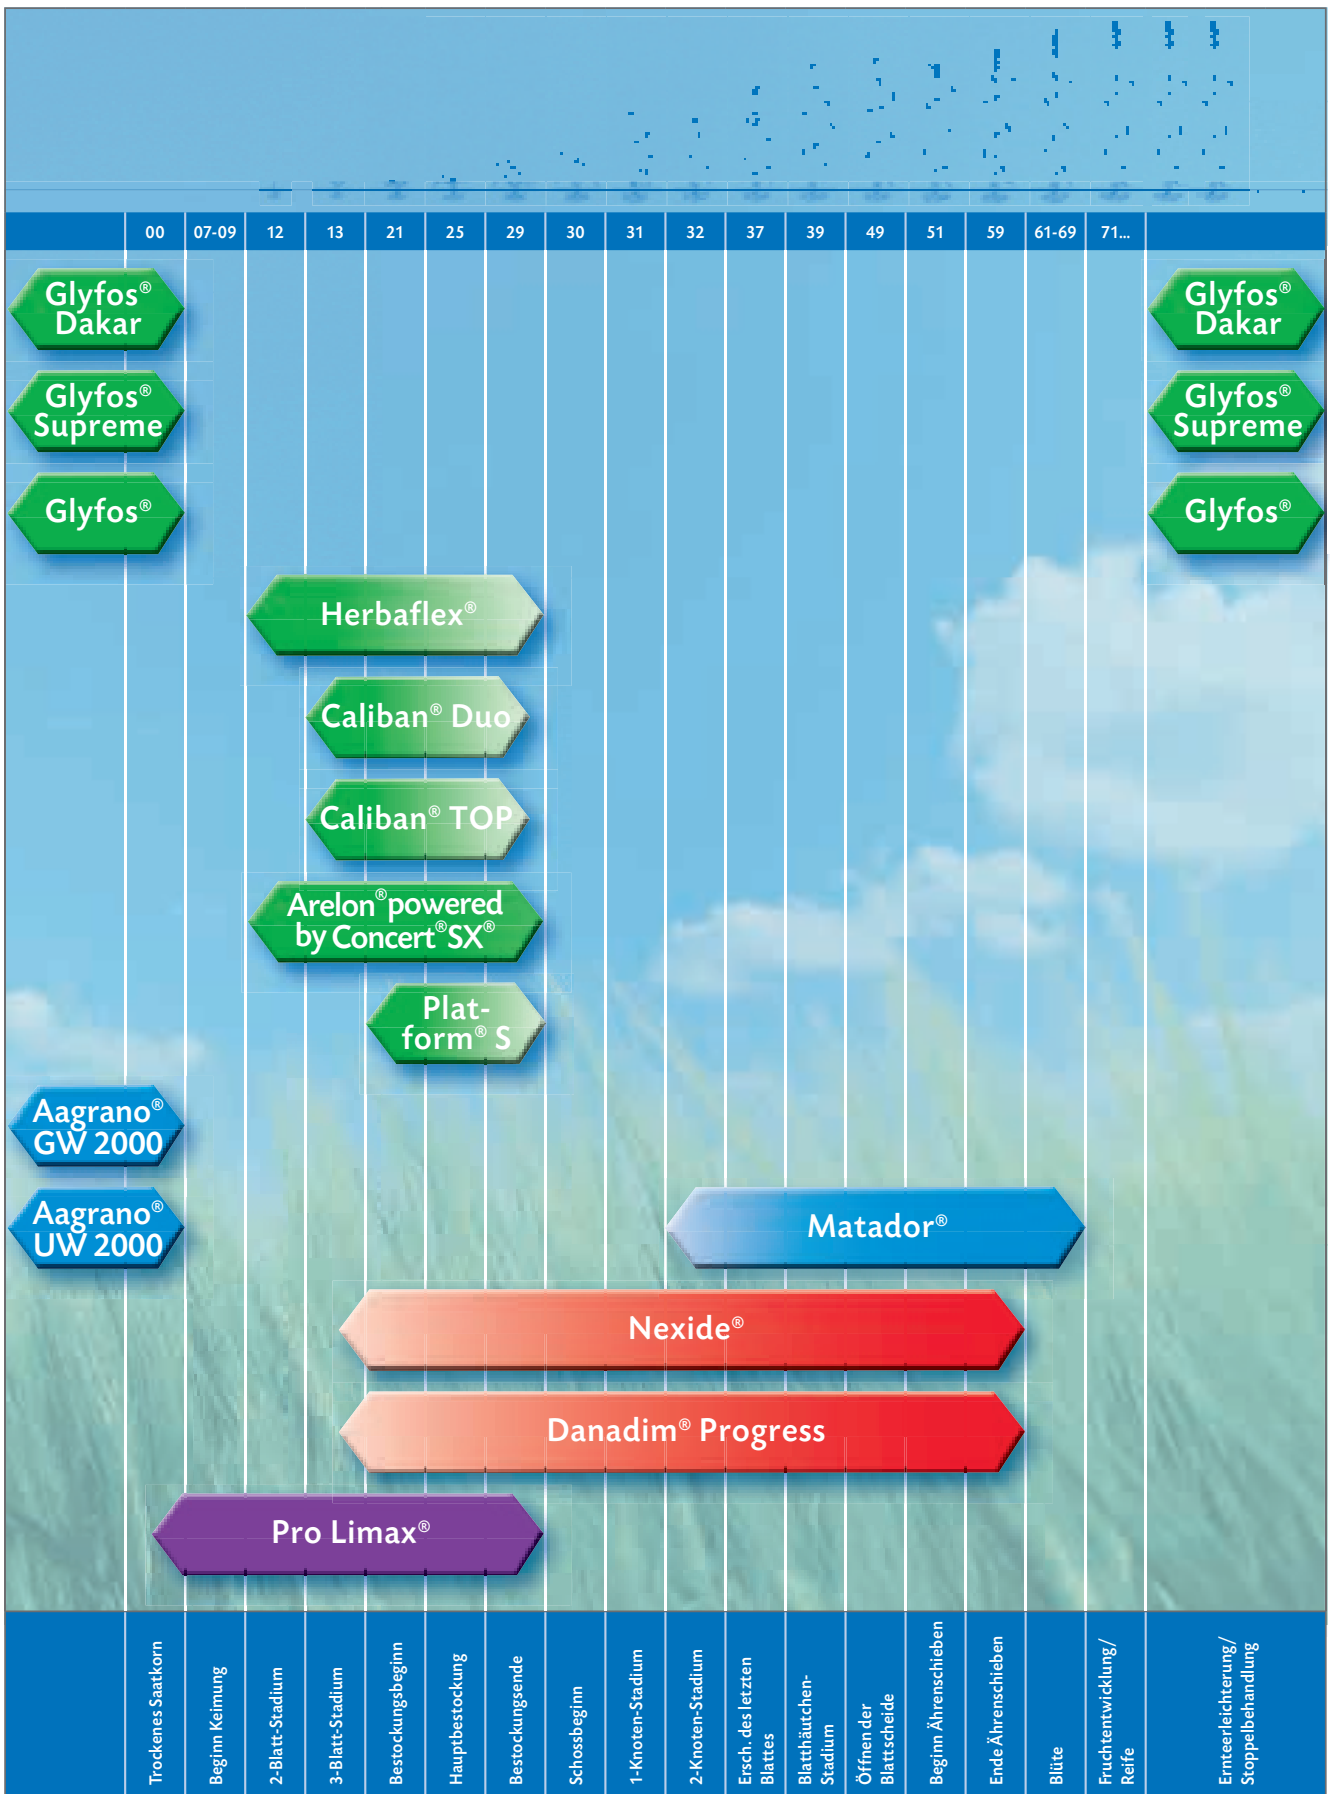 00 07-09 12 13 21 25 29 30 31 32 37 39 49 51 59 61-69 71...
Glyfos®
Dakar
Glyfos®
Dakar
Glyfos®
Supreme
Glyfos®
Supreme
Glyfos®
Glyfos®
Herbaflex®
Caliban® Duo
Caliban® TOP
Arelon® powered
by Concert® SX®
Plat-
form® S
Aagrano®
GW 2000
Aagrano®
UW 2000
Matador®
Nexide®
Danadim® Progress
Pro Limax®
Trockenes Saatkorn
Beginn Keimung
2-Blatt-Stadium
3-Blatt-Stadium
Bestockungsbeginn
Hauptbestockung
Bestockungsende
Schossbeginn
1-Knoten-Stadium
2-Knoten-Stadium
Ersch. des letzten
Blattes
Blatthäutchen-
Stadium
Öffnen der
Blattscheide
Beginn Ährenschieben
Ende Ährenschieben
Blüte
Fruchtentwicklung/
Reife
Ernteerleichterung/
Stoppelbehandlung